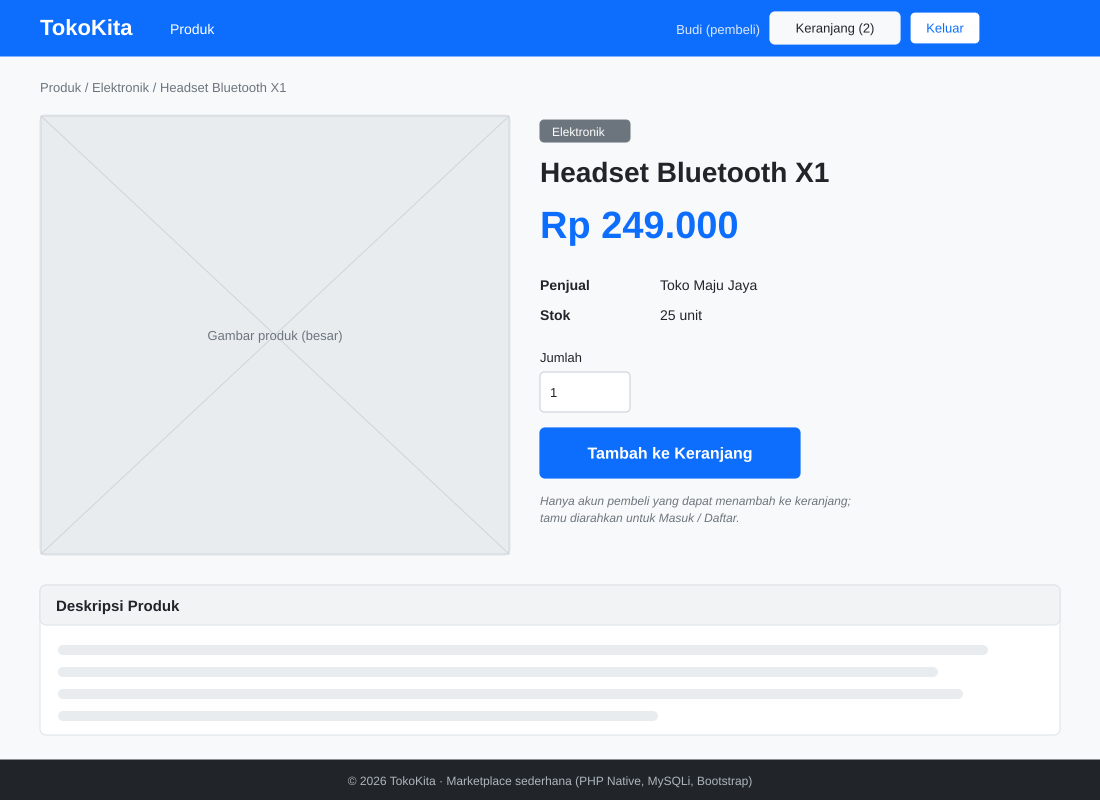 TokoKita
Produk
Budi (pembeli)
Keranjang (2)
Keluar
Produk / Elektronik / Headset Bluetooth X1
Gambar produk (besar)
Elektronik
Headset Bluetooth X1
Rp 249.000
Penjual Toko Maju Jaya
Stok 25 unit
Jumlah
1
Tambah ke Keranjang
Hanya akun pembeli yang dapat menambah ke keranjang;
tamu diarahkan untuk Masuk / Daftar.
Deskripsi Produk
© 2026 TokoKita · Marketplace sederhana (PHP Native, MySQLi, Bootstrap)